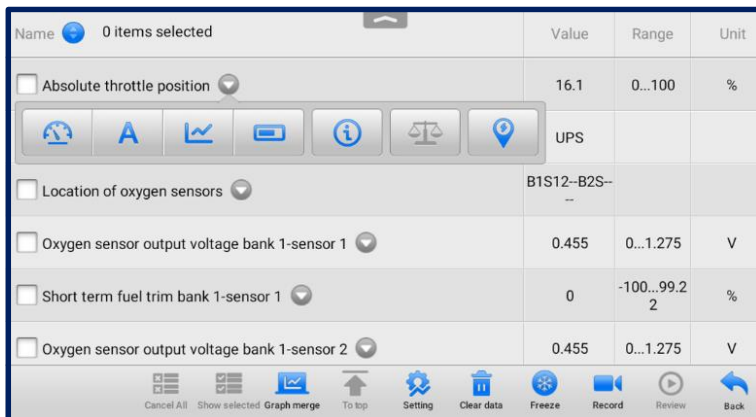 Name 0 items selected Value Range Unit
Absolute throttle position 16.1 0...100 %
A
UPS
Location of oxygen sensors B1S12--B2S--
--
Oxygen sensor output voltage bank 1-sensor 1 0.455 0...1.275 V
Short term fuel trim bank 1-sensor 1 0 -100...99.2
2 %
Oxygen sensor output voltage bank 1-sensor 2 0.455 0...1.275 V
Cancel All Show selected Graph merge To top Setting Clear data Freeze Record Review Back